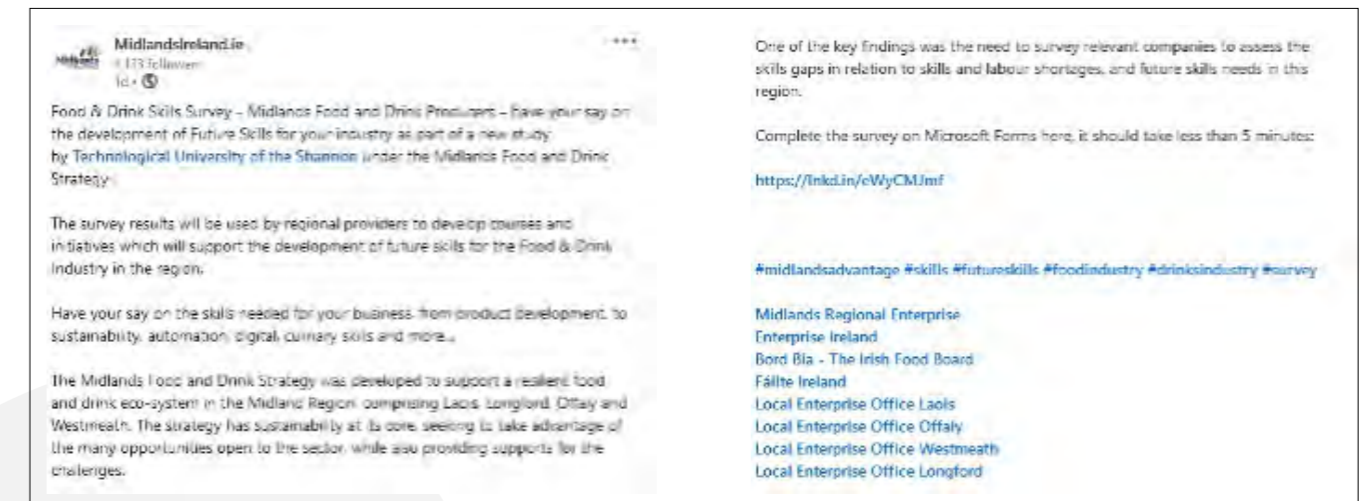 MidlandsIreland.ie
followers
1d •
Food & Drink Skills Survey – Midlands Food and Drink Producers – have your say on
the development of Future Skills for your industry as part of a new study
by Technological University of the Shannon under the Midlands Food and Drink
Strategy.
The survey results will be used by regional providers to develop courses and
initiatives which will support the development of future skills for the Food & Drink
Industry in the region.
Have your say on the skills needed for your business, from product development, to
sustainability, automation, digital, culinary skills and more...
The Midlands Food and Drink Strategy was developed to support a resilient food
and drink eco-system in the Midland Region, comprising Laois, Longford, Offaly and
Westmeath. The strategy has sustainability at its core, seeking to take advantage of
the many opportunities open to the sector, while also providing supports for the
challenges.
One of the key findings was the need to survey relevant companies to assess the
skills gaps in relation to skills and labour shortages, and future skills needs in this
region.
Complete the survey on Microsoft Forms here, it should take less than 5 minutes:
https://lnkd.in/eWyCMJmf
#midlandsadvantage #skills #futureskills #foodindustry #drinksindustry #survey
Midlands Regional Enterprise
Enterprise Ireland
Bord Bia - The Irish Food Board
Fáilte Ireland
Local Enterprise Office Laois
Local Enterprise Office Offaly
Local Enterprise Office Westmeath
Local Enterprise Office Longford